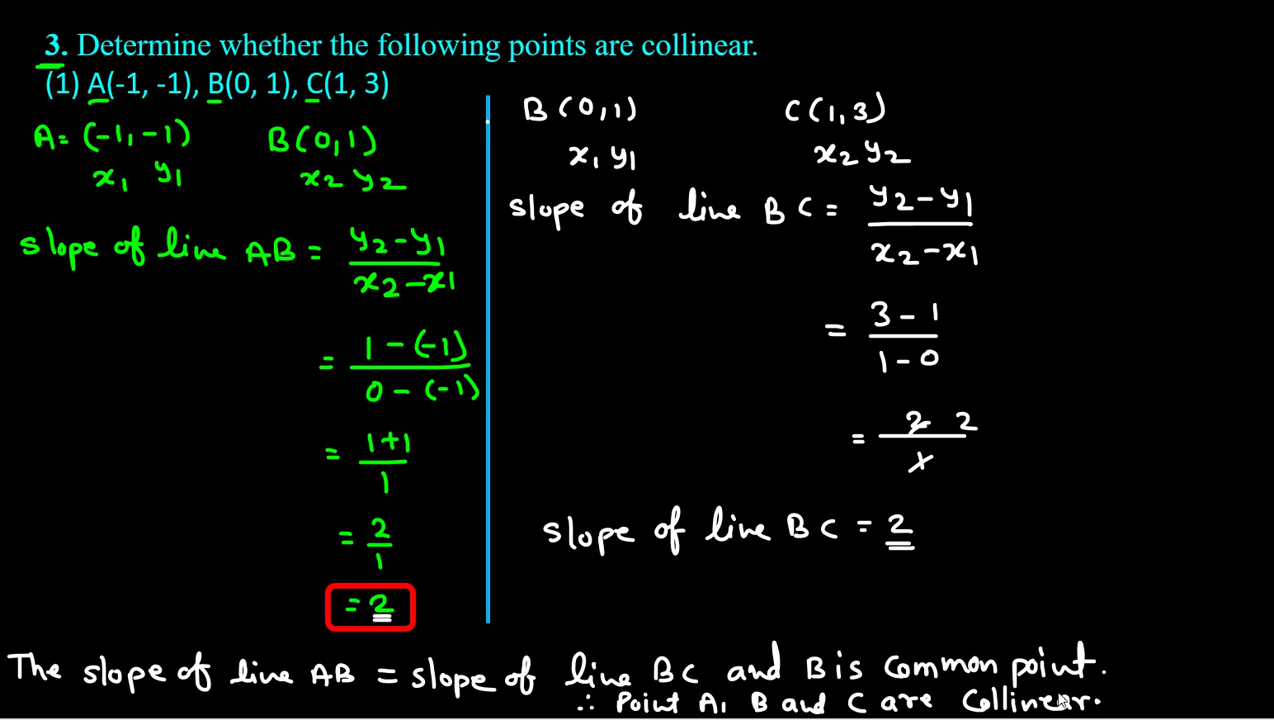 3. Determine whether the following points are collinear.
(1) A(-1, -1), B(0, 1), C(1, 3)
A= (-1, -1) B(0,1)
x1 y1 x2 y2
slope of line AB = y2-y1
x2-x1
= 1-(-1)
0-(-1)
= 1+1
1
= 2
1
= 2
B(0,1) C(1,3)
x1 y1 x2 y2
slope of line BC = y2-y1
x2-x1
= 3-1
1-0
= 2 2
1
slope of line BC = 2
The slope of line AB = slope of line BC and B is common point.
∴ Point A, B and C are Collinear.